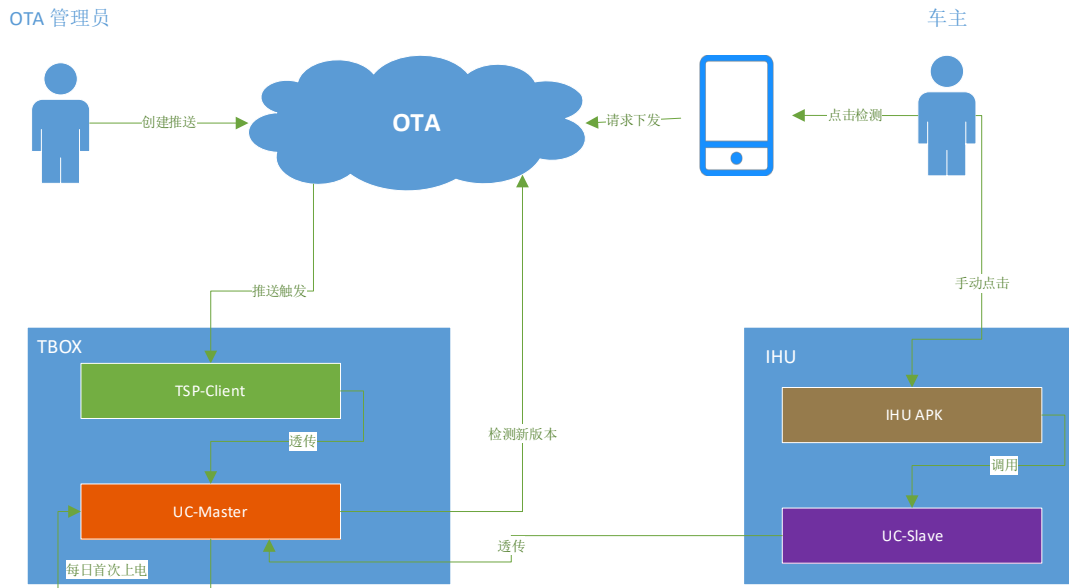 OTA 管理员
车主
创建推送
OTA
请求下发
点击检测
推送触发
手动点击
TBOX
IHU
TSP-Client
IHU APK
透传
检测新版本
调用
UC-Master
UC-Slave
透传
每日首次上电